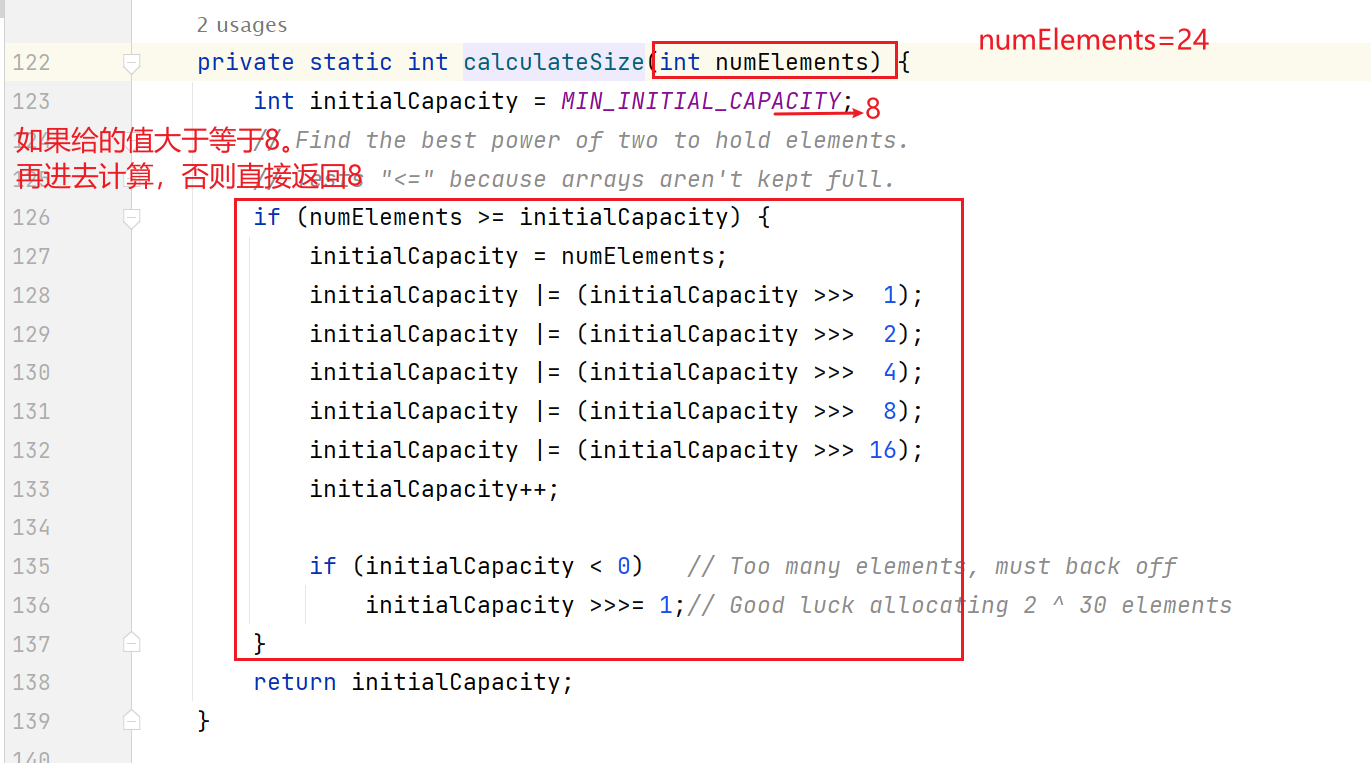 2 usages
numElements=24
122 private static int calculateSize(int numElements) {
123 int initialCapacity = MIN_INITIAL_CAPACITY; 8
如果给的值大于等于8。 // Find the best power of two to hold elements.
再进去计算，否则直接返回8 "<=" because arrays aren't kept full.
126 if (numElements >= initialCapacity) {
127 initialCapacity = numElements;
128 initialCapacity |= (initialCapacity >>> 1);
129 initialCapacity |= (initialCapacity >>> 2);
130 initialCapacity |= (initialCapacity >>> 4);
131 initialCapacity |= (initialCapacity >>> 8);
132 initialCapacity |= (initialCapacity >>> 16);
133 initialCapacity++;
134
135 if (initialCapacity < 0) // Too many elements, must back off
136 initialCapacity >>>= 1;// Good luck allocating 2 ^ 30 elements
137 }
138 return initialCapacity;
139 }
140